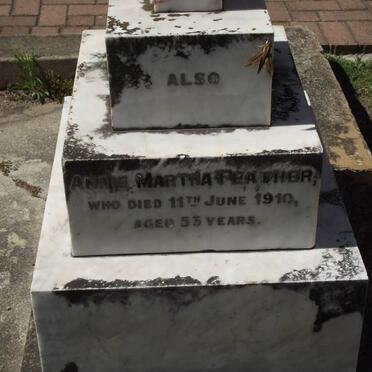 ALSO
ANNIE MARTHA FEATHER,
WHO DIED 11TH JUNE 1910,
AGED 53 YEARS.